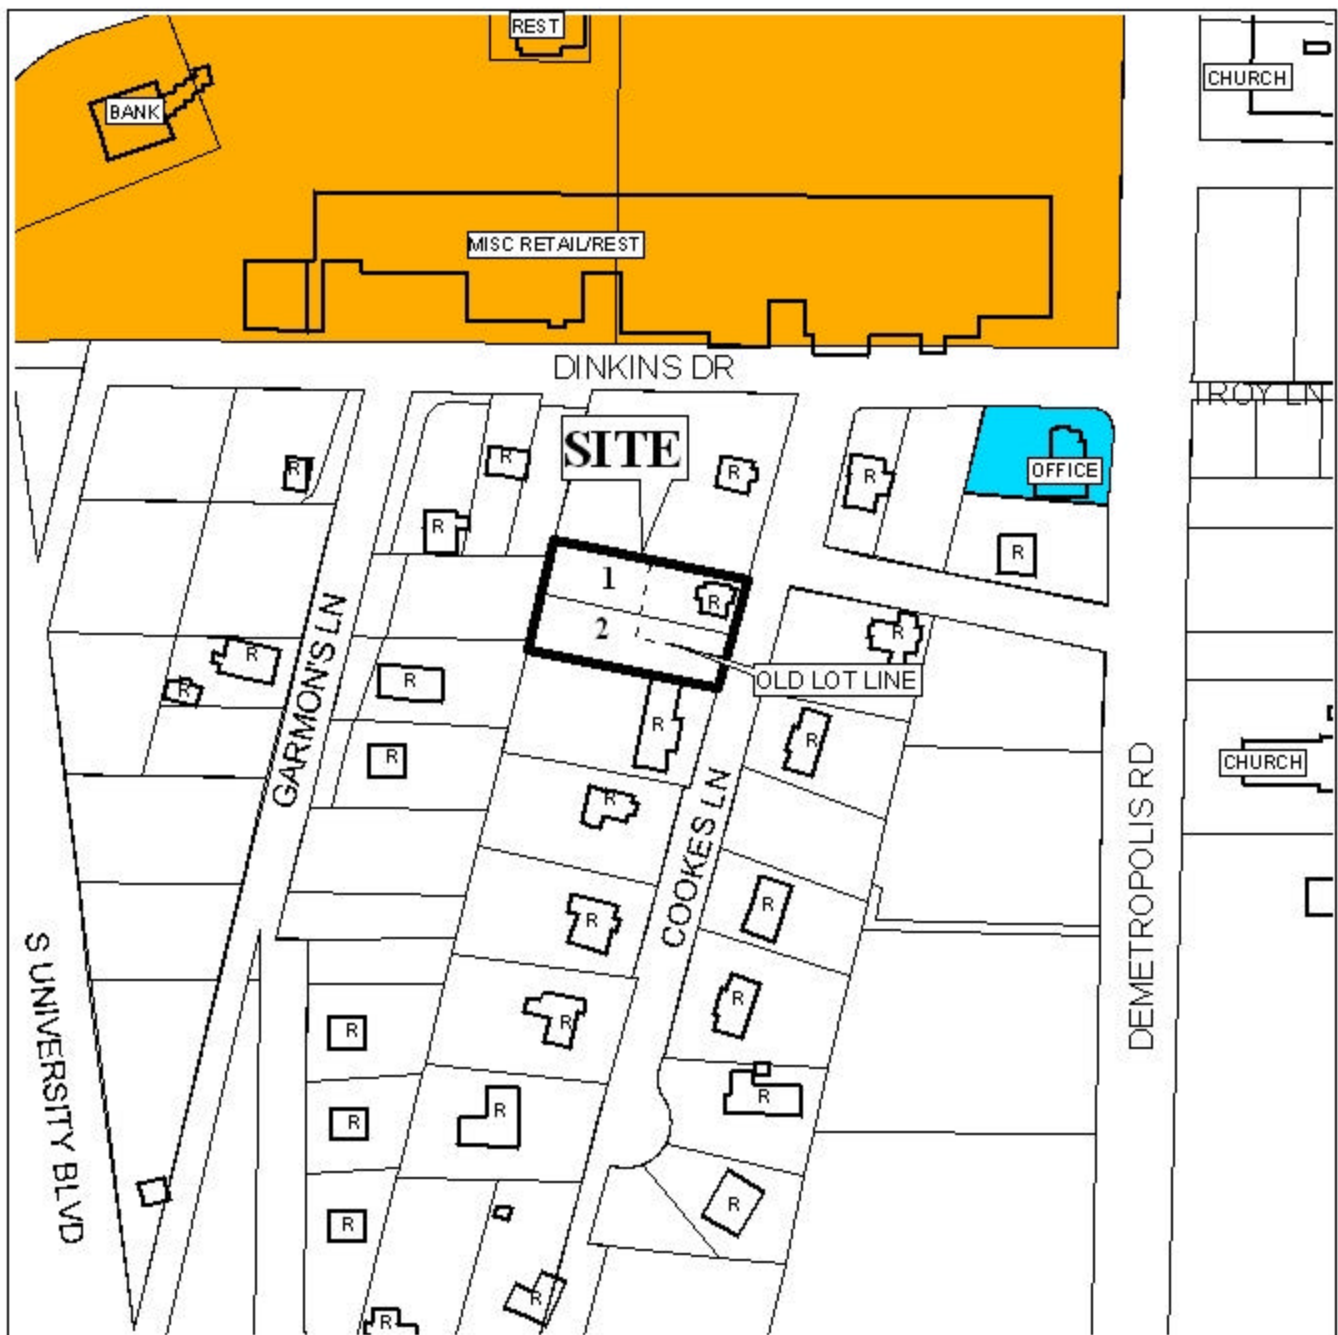 REST
CHURCH
BANK
MISC RETAIL/REST
DINKINS DR
TROY LN
SITE
R
R
R
R
OFFICE
R
R
1
R
2
R
GARMON'S LN
R
R
R
OLD LOT LINE
R
R
R
CHURCH
R
COOKES LN
DEMETROPOLIS RD
R
R
R
S UNIVERSITY BLVD
R
R
R
R
R
R
R
R
R
R